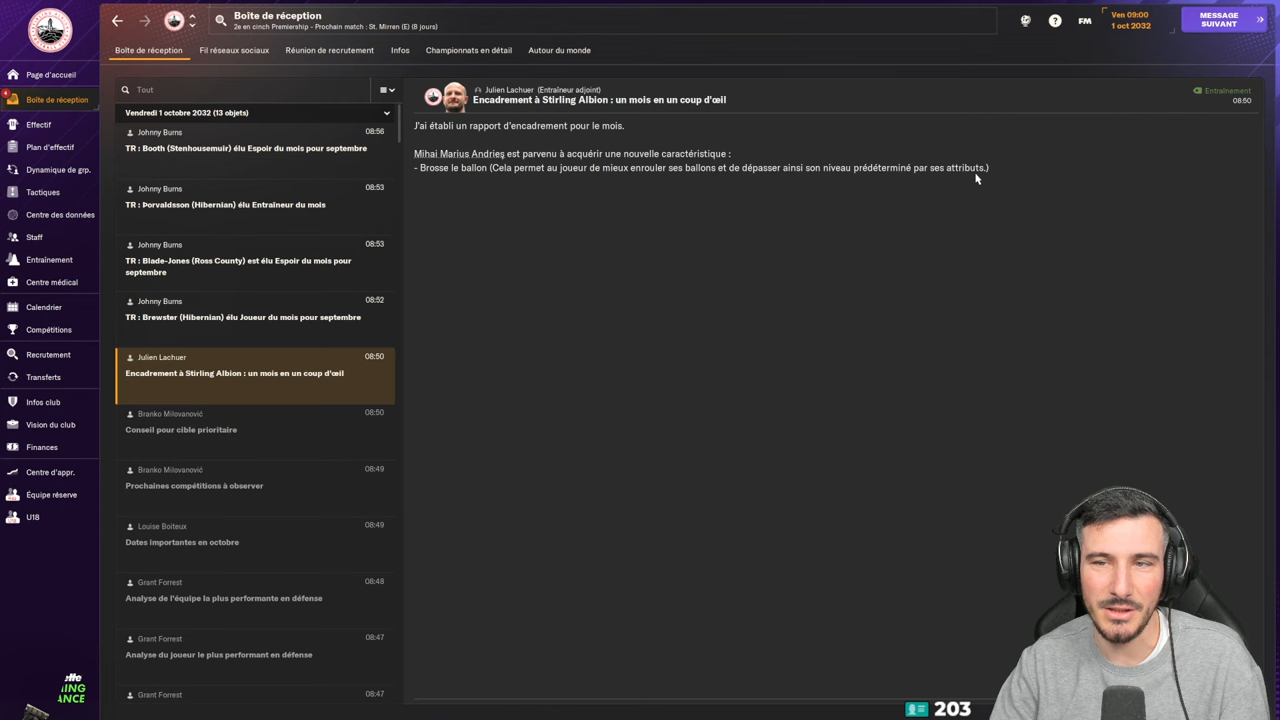 Boîte de réception
2e en cinch Premiership - Prochain match : St. Mirren (E) (8 jours)
FM
Ven 09:00
1 oct 2032
MESSAGE
SUIVANT
Boîte de réception
Fil réseaux sociaux
Réunion de recrutement
Infos
Championnats en détail
Autour du monde
Page d'accueil
4
Boîte de réception
Effectif
Plan d'effectif
Dynamique de grp.
Tactiques
Centre des données
Staff
Entraînement
Centre médical
Calendrier
Compétitions
Recrutement
Transferts
Infos club
Vision du club
Finances
Centre d'appr.
Équipe réserve
U18
Tout
Vendredi 1 octobre 2032 (13 objets)
Johnny Burns
08:56
TR : Booth (Stenhousemuir) élu Espoir du mois pour septembre
Johnny Burns
08:53
TR : Þorvaldsson (Hibernian) élu Entraîneur du mois
Johnny Burns
08:53
TR : Blade-Jones (Ross County) est élu Espoir du mois pour
septembre
Johnny Burns
08:52
TR : Brewster (Hibernian) élu Joueur du mois pour septembre
Julien Lachuer
08:50
Encadrement à Stirling Albion : un mois en un coup d'œil
Branko Milovanović
08:50
Conseil pour cible prioritaire
Branko Milovanović
08:49
Prochaines compétitions à observer
Louise Boiteux
08:49
Dates importantes en octobre
Grant Forrest
08:48
Analyse de l'équipe la plus performante en défense
Grant Forrest
08:47
Analyse du joueur le plus performant en défense
Grant Forrest
08:47
Julien Lachuer (Entraîneur adjoint)
Encadrement à Stirling Albion : un mois en un coup d'œil
Entraînement
08:50
J'ai établi un rapport d'encadrement pour le mois.
Mihai Marius Andrieș est parvenu à acquérir une nouvelle caractéristique :
- Brosse le ballon (Cela permet au joueur de mieux enrouler ses ballons et de dépasser ainsi son niveau prédéterminé par ses attributs.)
203